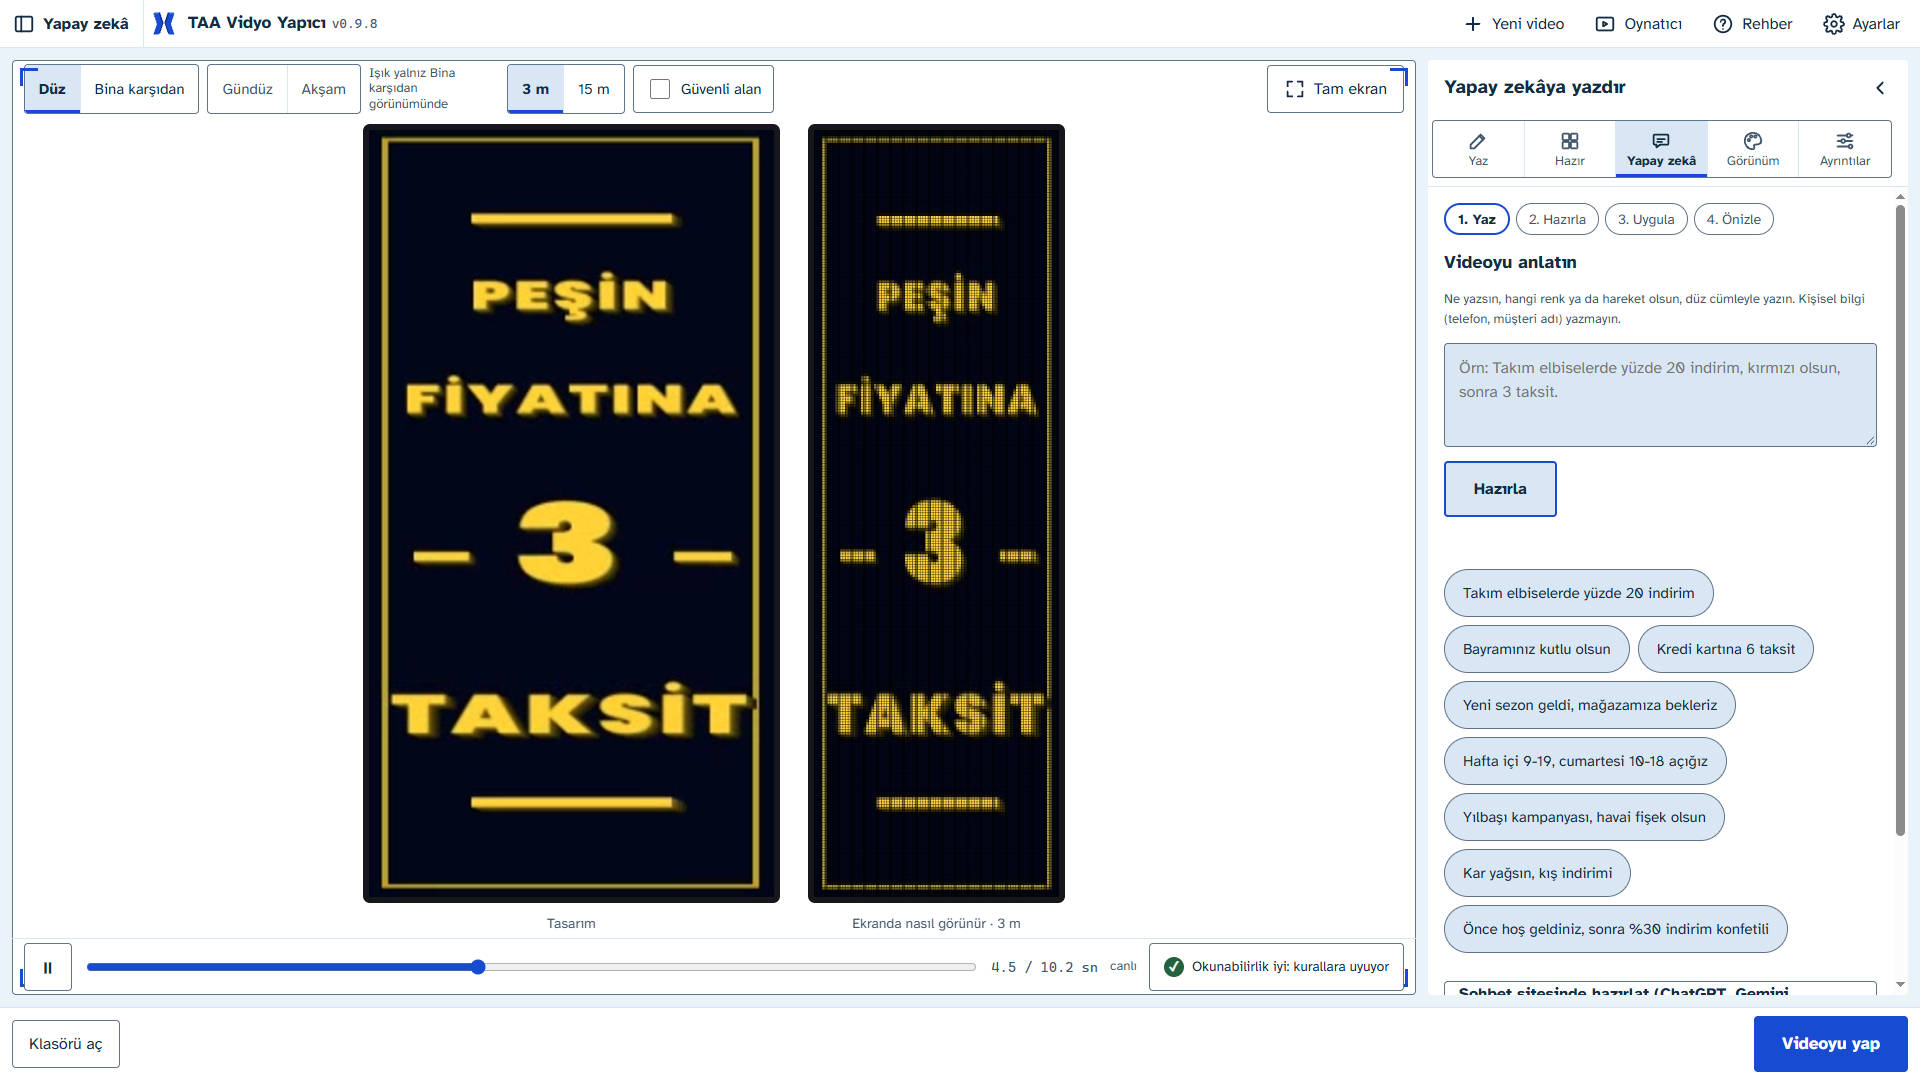 Yapay zekâ
TAA Vidyo Yapıcı v0.9.8
Yeni video
Oynatıcı
Rehber
Ayarlar
Düz
Bina karşıdan
Gündüz
Akşam
Işık yalnız Bina
karşıdan
görünümünde
3 m
15 m
Güvenli alan
Tam ekran
PEŞİN
FİYATINA
3
TAKSİT
Tasarım
PEŞİN
FİYATINA
3
TAKSİT
Ekranda nasıl görünür · 3 m
4.5 / 10.2 sn canlı
Okunabilirlik iyi: kurallara uyuyor
Yapay zekâya yazdır
Yaz
Hazır
Yapay zekâ
Görünüm
Ayrıntılar
1. Yaz
2. Hazırla
3. Uygula
4. Önizle
Videoyu anlatın
Ne yazsın, hangi renk ya da hareket olsun, düz cümleyle yazın. Kişisel bilgi
(telefon, müşteri adı) yazmayın.
Örn: Takım elbiselerde yüzde 20 indirim, kırmızı olsun,
sonra 3 taksit.
Hazırla
Takım elbiselerde yüzde 20 indirim
Bayramınız kutlu olsun
Kredi kartına 6 taksit
Yeni sezon geldi, mağazamıza bekleriz
Hafta içi 9-19, cumartesi 10-18 açığız
Yılbaşı kampanyası, havai fişek olsun
Kar yağsın, kış indirimi
Önce hoş geldiniz, sonra %30 indirim konfetili
Sohbet sitesinde hazırlat (ChatGPT, Gemini
Klasörü aç
Videoyu yap